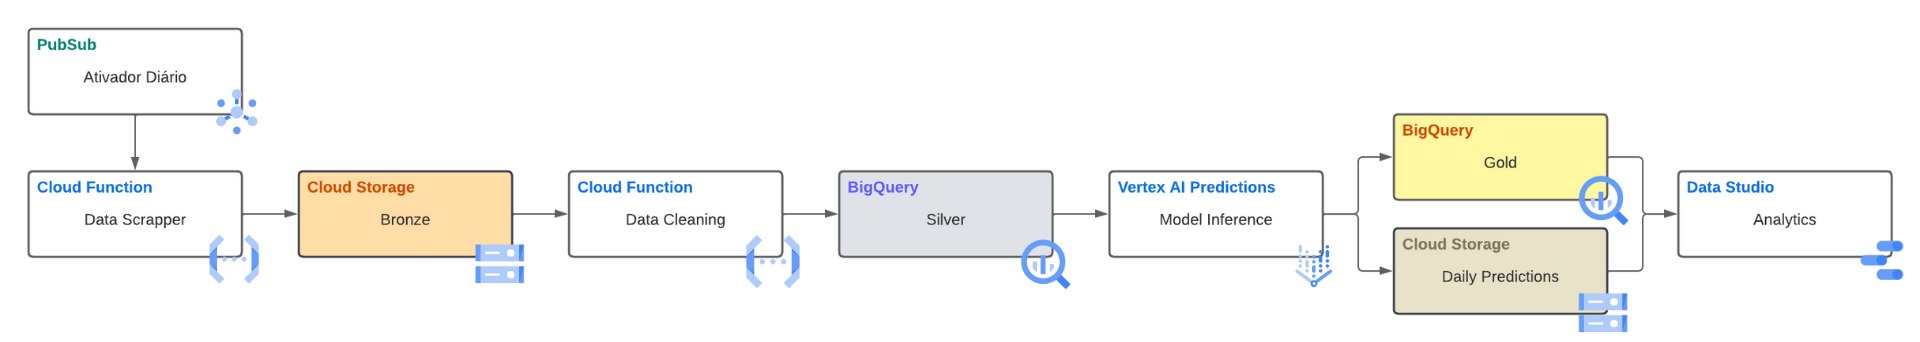 PubSub
Ativador Diário
Cloud Function
Data Scrapper
Cloud Storage
Bronze
Cloud Function
Data Cleaning
BigQuery
Silver
Vertex AI Predictions
Model Inference
BigQuery
Gold
Cloud Storage
Daily Predictions
Data Studio
Analytics